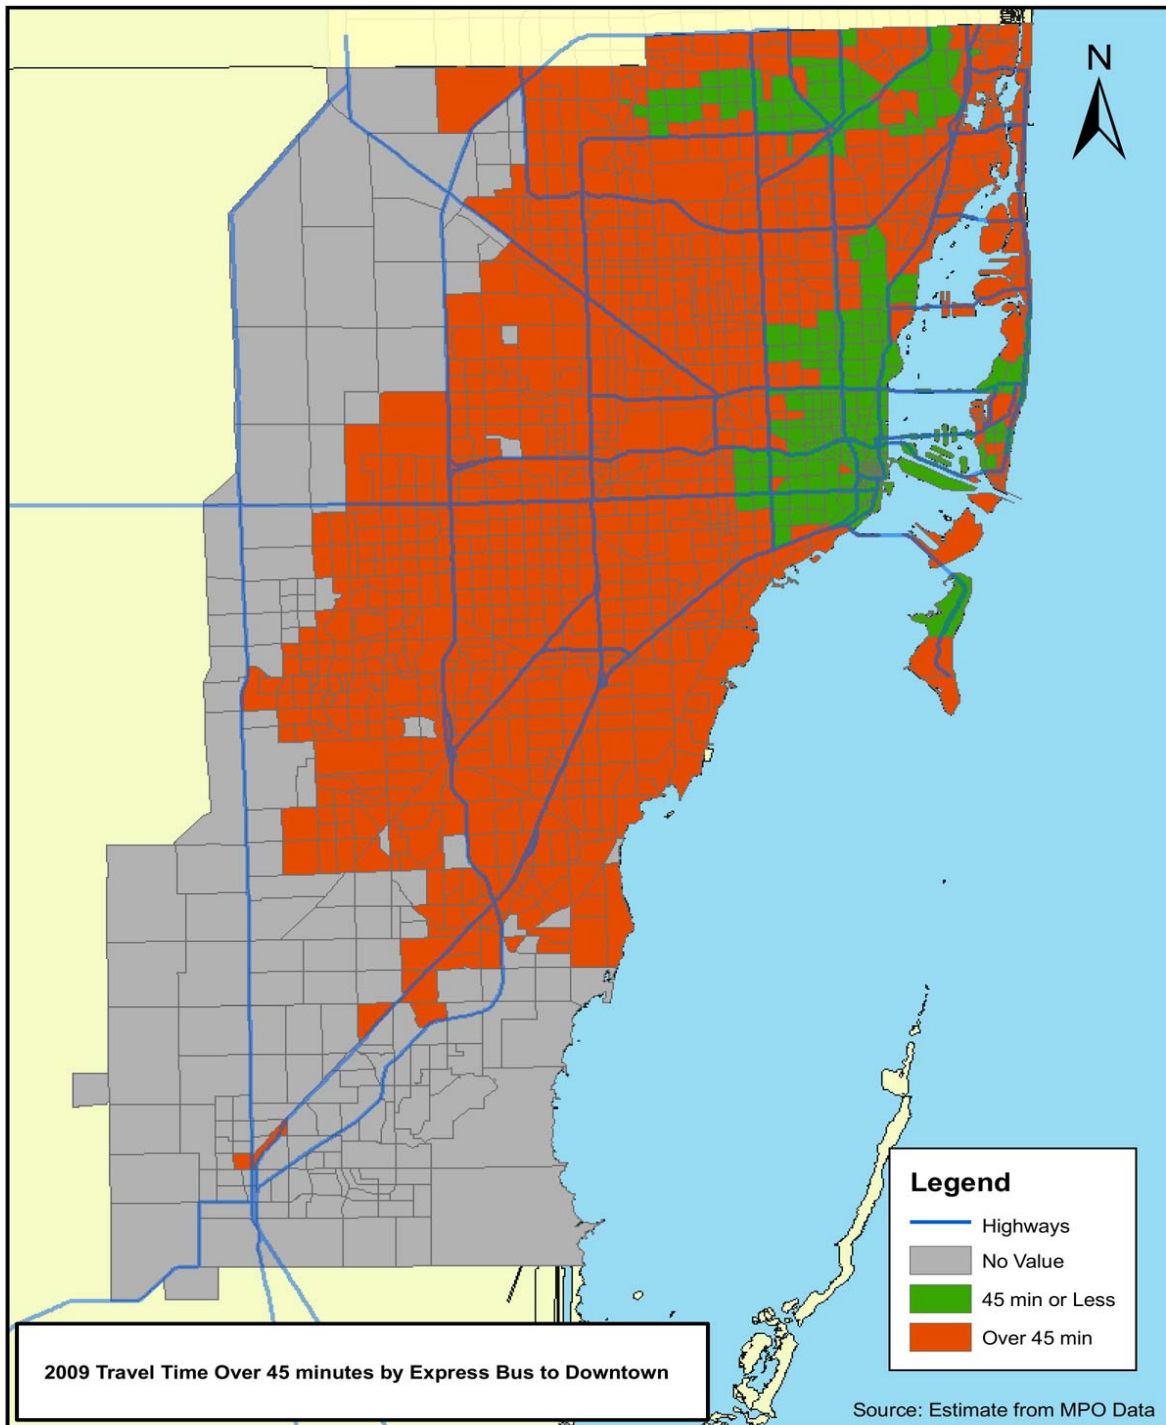 N
Legend
Highways
No Value
45 min or Less
Over 45 min
2009 Travel Time Over 45 minutes by Express Bus to Downtown
Source: Estimate from MPO Data